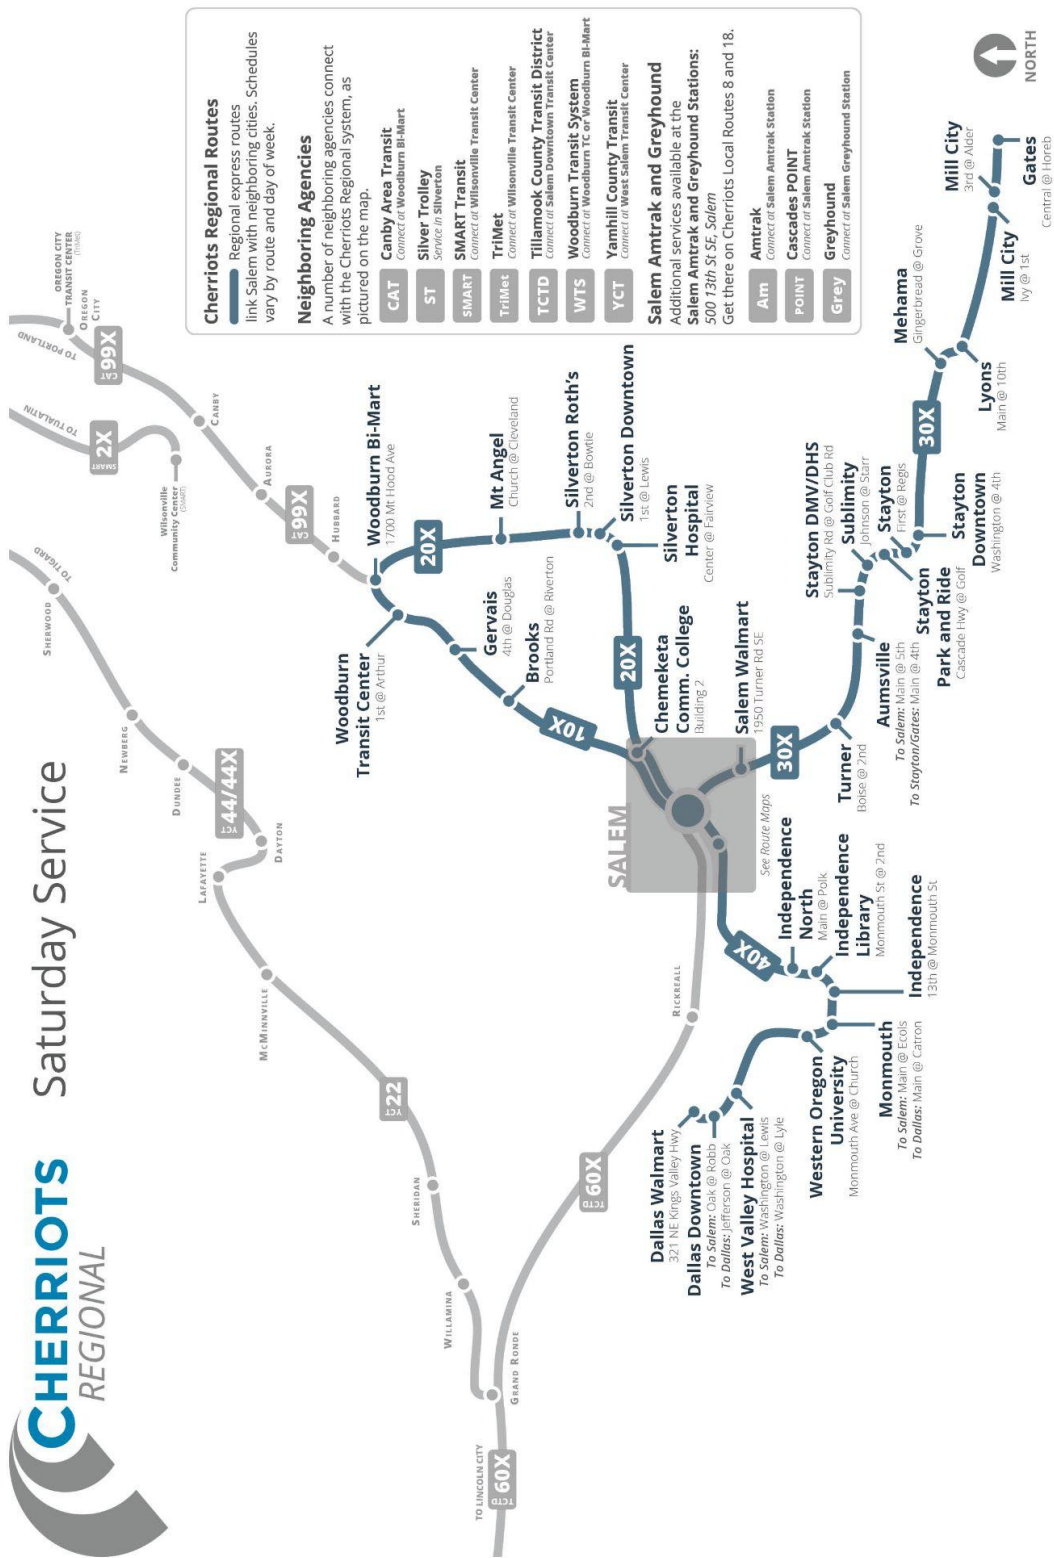 CHERRIOTS
REGIONAL
Saturday Service
TO LINCOLN CITY
TCTD 60X
GRAND RONDE
WILLAMINA
SHERIDAN
YCT 22
MCMINNVILLE
LAFAYETTE
DAYTON
YCT 44/44X
DUNDEE
NEWBERG
SHERWOOD
TO TIGARD
TCTD 60X
RICKREALL
Wilsonville
Community Center
(SMART)
SMART 2X
TO TUALATIN
TO PORTLAND
OREGON CITY
TRANSIT CENTER
(TriMet)
OREGON
CITY
CAT 99X
CANBY
AURORA
CAT 99X
HUBBARD
Woodburn Bi-Mart
1700 Mt Hood Ave
Woodburn
Transit Center
1st @ Arthur
Gervais
4th @ Douglas
Brooks
Portland Rd @ Riverton
10X
20X
Mt Angel
Church @ Cleveland
Silverton Roth's
2nd @ Bowtie
Silverton Downtown
1st @ Lewis
Silverton
Hospital
Center @ Fairview
20X
Chemeketa
Comm. College
Building 2
SALEM
See Route Maps
Salem Walmart
1950 Turner Rd SE
30X
Turner
Boise @ 2nd
Aumsville
To Salem: Main @ 5th
To Stayton/Gates: Main @ 4th
Stayton DMV/DHS
Sublimity Rd @ Golf Club Rd
Sublimity
Johnson @ Starr
Stayton
Park and Ride
Cascade Hwy @ Golf
Stayton
First @ Regis
Stayton
Downtown
Washington @ 4th
30X
Mehama
Gingerbread @ Grove
Lyons
Main @ 10th
Mill City
Ivy @ 1st
Mill City
3rd @ Alder
Gates
Central @ Horeb
40X
Independence
North
Main @ Polk
Independence
Library
Monmouth St @ 2nd
Independence
13th @ Monmouth St
Monmouth
To Salem: Main @ Ecols
To Dallas: Main @ Catron
Western Oregon
University
Monmouth Ave @ Church
West Valley Hospital
To Salem: Washington @ Lewis
To Dallas: Washington @ Lyle
Dallas Downtown
To Salem: Oak @ Robb
To Dallas: Jefferson @ Oak
Dallas Walmart
321 NE Kings Valley Hwy
Cherriots Regional Routes
Regional express routes
link Salem with neighboring cities. Schedules
vary by route and day of week.
Neighboring Agencies
A number of neighboring agencies connect
with the Cherriots Regional system, as
pictured on the map.
CAT Canby Area Transit
Connect at Woodburn Bi-Mart
ST Silver Trolley
Service in Silverton
SMART SMART Transit
Connect at Wilsonville Transit Center
TriMet TriMet
Connect at Wilsonville Transit Center
TCTD Tillamook County Transit District
Connect at Salem Downtown Transit Center
WTS Woodburn Transit System
Connect at Woodburn TC or Woodburn Bi-Mart
YCT Yamhill County Transit
Connect at West Salem Transit Center
Salem Amtrak and Greyhound
Additional services available at the
Salem Amtrak and Greyhound Stations:
500 13th St SE, Salem
Get there on Cherriots Local Routes 8 and 18.
Am Amtrak
Connect at Salem Amtrak Station
POINT Cascades POINT
Connect at Salem Amtrak Station
Grey Greyhound
Connect at Salem Greyhound Station
NORTH